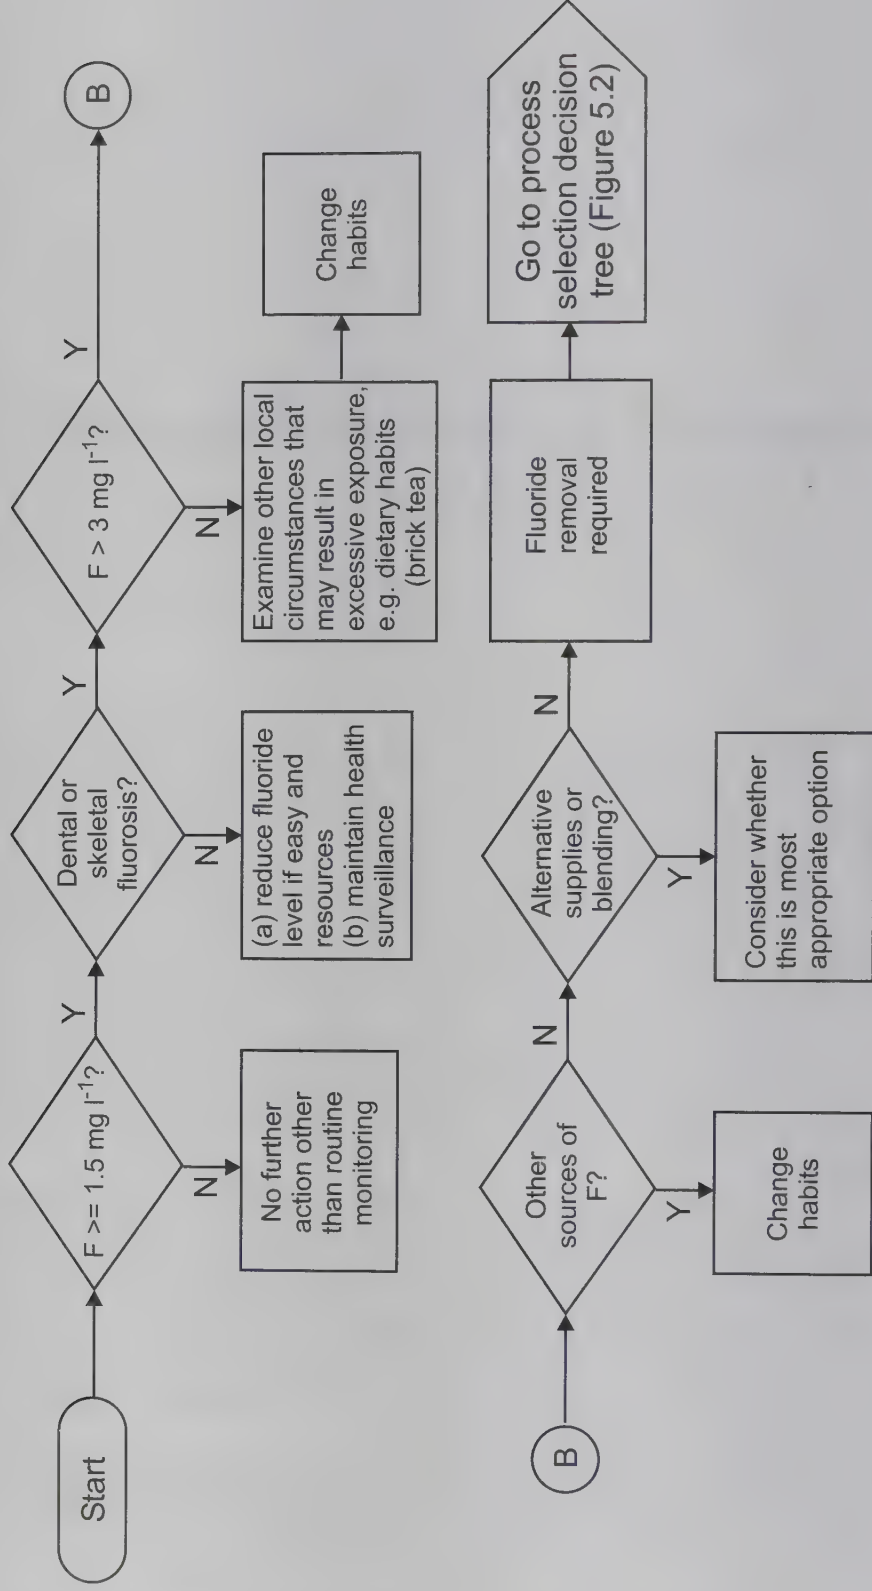 Start
F >= 1.5 mg l⁻¹?
Y
N
No further
action other
than routine
monitoring
Dental or
skeletal
fluorosis?
Y
N
(a) reduce fluoride
level if easy and
resources
(b) maintain health
surveillance
F > 3 mg l⁻¹?
Y
N
Examine other local
circumstances that
may result in
excessive exposure,
e.g. dietary habits
(brick tea)
Change
habits
B
B
Other
sources of
F?
N
Y
Change
habits
Alternative
supplies or
blending?
N
Y
Consider whether
this is most
appropriate option
Fluoride
removal
required
Go to process
selection decision
tree (Figure 5.2)